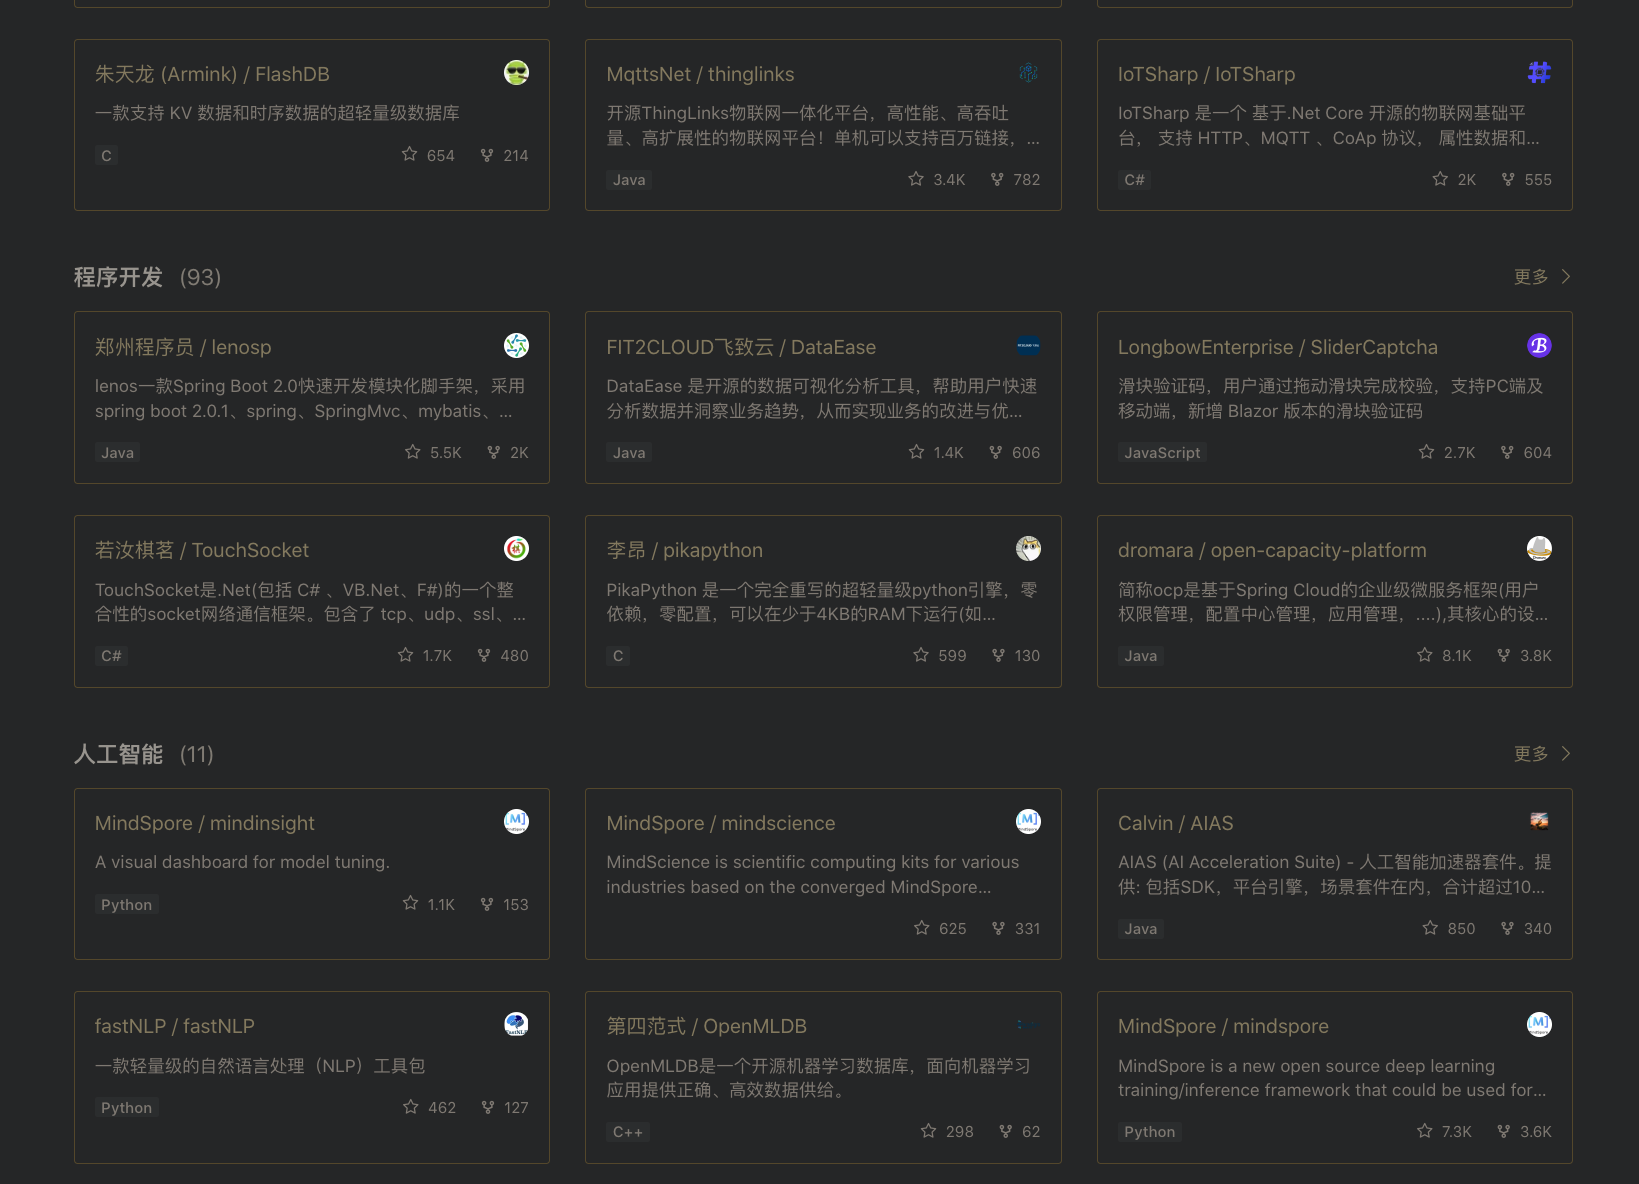 朱天龙 (Armink) / FlashDB
一款支持 KV 数据和时序数据的超轻量级数据库
C 654 214
MqttsNet / thinglinks
开源ThingLinks物联网一体化平台，高性能、高吞吐
量、高扩展性的物联网平台！单机可以支持百万链接，...
Java 3.4K 782
IoTSharp / IoTSharp
IoTSharp 是一个 基于.Net Core 开源的物联网基础平
台， 支持 HTTP、MQTT 、CoAp 协议， 属性数据和...
C# 2K 555
程序开发 (93)
更多
郑州程序员 / lenosp
lenos一款Spring Boot 2.0快速开发模块化脚手架，采用
spring boot 2.0.1、spring、SpringMvc、mybatis、...
Java 5.5K 2K
FIT2CLOUD飞致云 / DataEase
DataEase 是开源的数据可视化分析工具，帮助用户快速
分析数据并洞察业务趋势，从而实现业务的改进与优...
Java 1.4K 606
LongbowEnterprise / SliderCaptcha
滑块验证码，用户通过拖动滑块完成校验，支持PC端及
移动端，新增 Blazor 版本的滑块验证码
JavaScript 2.7K 604
若汝棋茗 / TouchSocket
TouchSocket是.Net(包括 C# 、VB.Net、F#)的一个整
合性的socket网络通信框架。包含了 tcp、udp、ssl、...
C# 1.7K 480
李昂 / pikapython
PikaPython 是一个完全重写的超轻量级python引擎，零
依赖，零配置，可以在少于4KB的RAM下运行(如...
C 599 130
dromara / open-capacity-platform
简称ocp是基于Spring Cloud的企业级微服务框架(用户
权限管理，配置中心管理，应用管理，....),其核心的设...
Java 8.1K 3.8K
人工智能 (11)
更多
MindSpore / mindinsight
A visual dashboard for model tuning.
Python 1.1K 153
MindSpore / mindscience
MindScience is scientific computing kits for various
industries based on the converged MindSpore...
625 331
Calvin / AIAS
AIAS (AI Acceleration Suite) - 人工智能加速器套件。提
供: 包括SDK，平台引擎，场景套件在内，合计超过10...
Java 850 340
fastNLP / fastNLP
一款轻量级的自然语言处理（NLP）工具包
Python 462 127
第四范式 / OpenMLDB
OpenMLDB是一个开源机器学习数据库，面向机器学习
应用提供正确、高效数据供给。
C++ 298 62
MindSpore / mindspore
MindSpore is a new open source deep learning
training/inference framework that could be used for...
Python 7.3K 3.6K